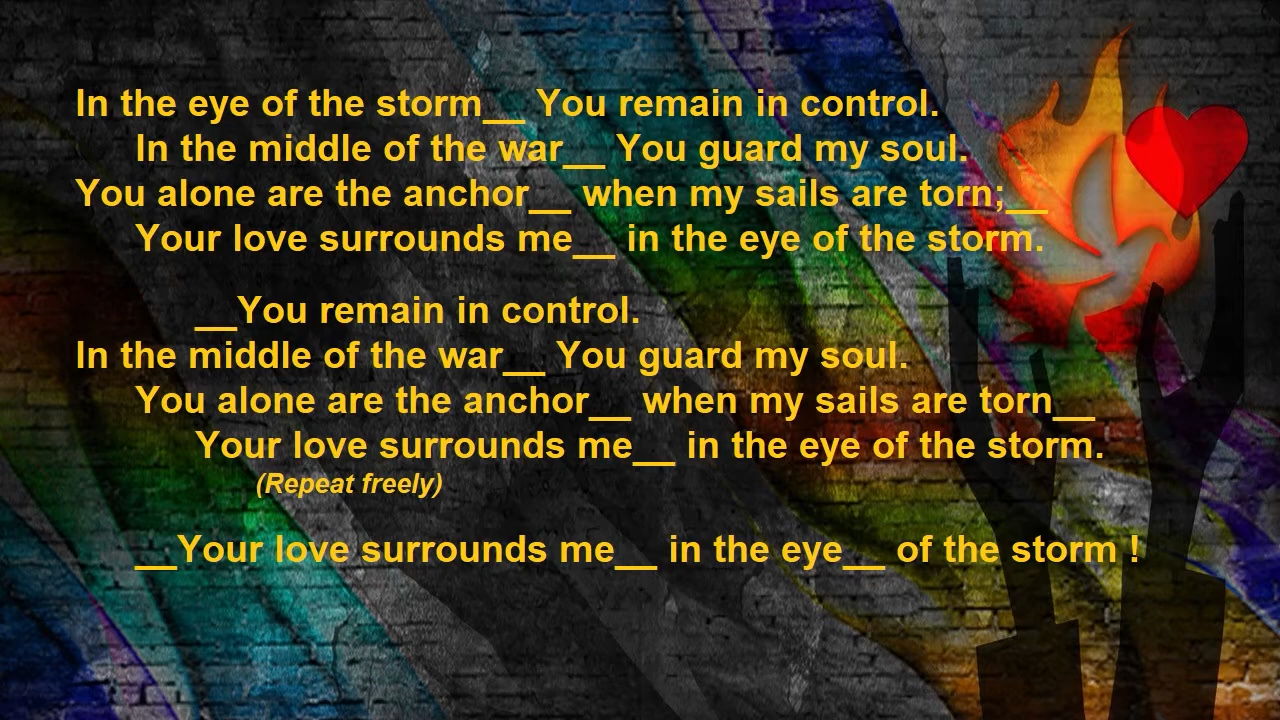 In the eye of the storm__ You remain in control.
In the middle of the war__ You guard my soul.
You alone are the anchor__ when my sails are torn;__
Your love surrounds me__ in the eye of the storm.
__You remain in control.
In the middle of the war__ You guard my soul.
You alone are the anchor__ when my sails are torn__
Your love surrounds me__ in the eye of the storm.
(Repeat freely)
__Your love surrounds me__ in the eye__ of the storm !